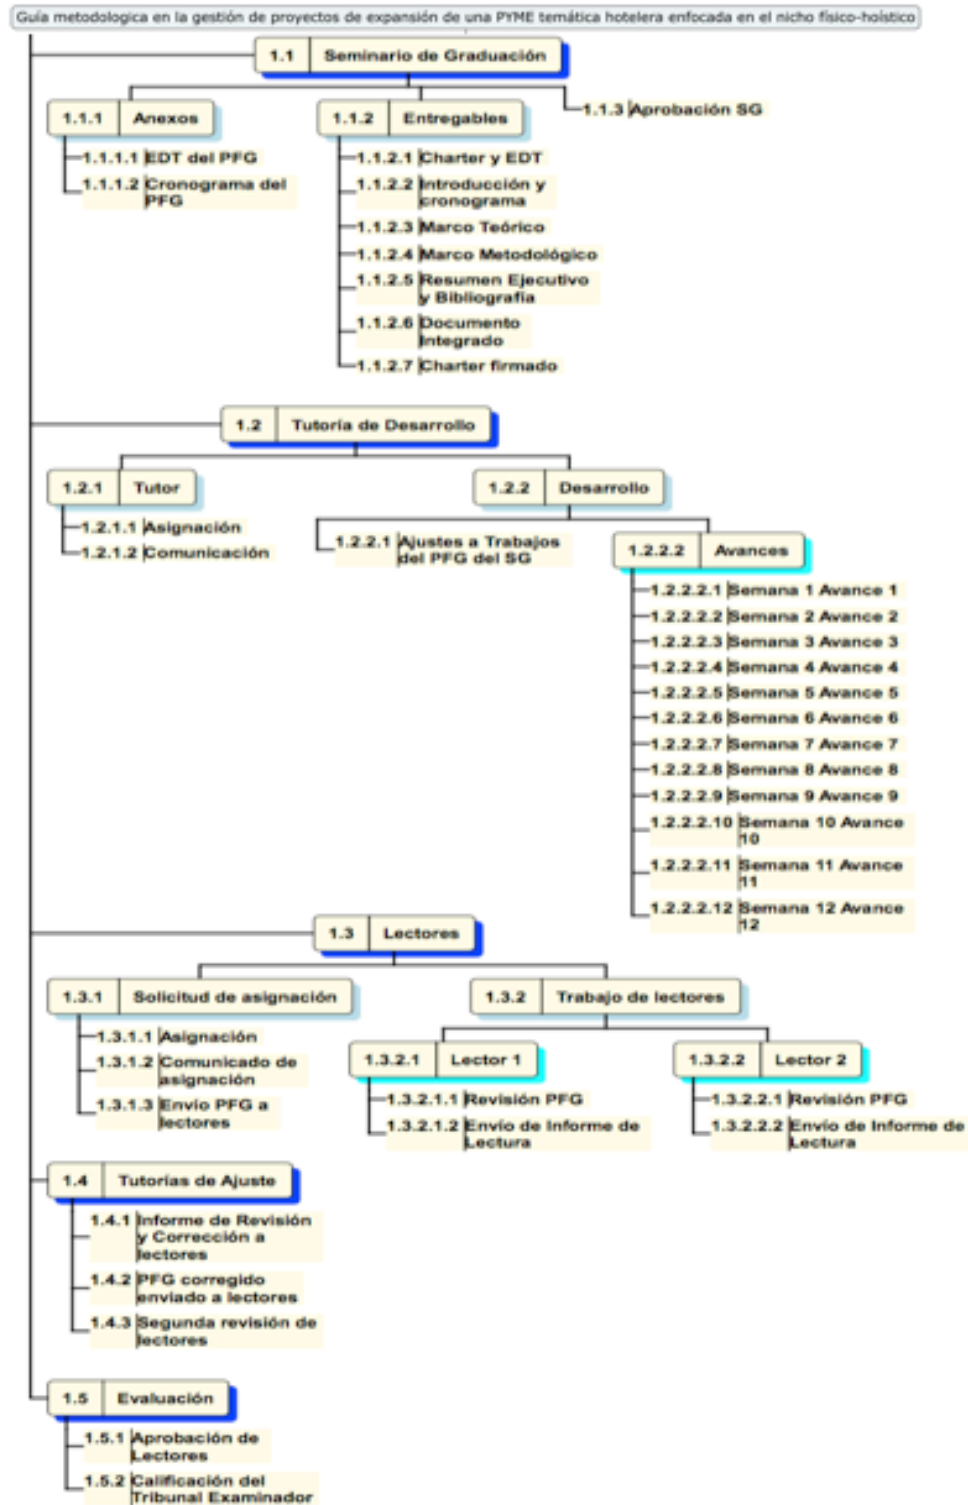 Guía metodologica en la gestión de proyectos de expansión de una PYME temática hotelera enfocada en el nicho físico-hoístico
1.1 Seminario de Graduación
1.1.1 Anexos
1.1.1.1 EDT del PFG
1.1.1.2 Cronograma del
PFG
1.1.2 Entregables
1.1.2.1 Charter y EDT
1.1.2.2 Introducción y
cronograma
1.1.2.3 Marco Teórico
1.1.2.4 Marco Metodológico
1.1.2.5 Resumen Ejecutivo
y Bibliografía
1.1.2.6 Documento
Integrado
1.1.2.7 Charter firmado
1.1.3 Aprobación SG
1.2 Tutoría de Desarrollo
1.2.1 Tutor
1.2.1.1 Asignación
1.2.1.2 Comunicación
1.2.2 Desarrollo
1.2.2.1 Ajustes a Trabajos
del PFG del SG
1.2.2.2 Avances
1.2.2.2.1 Semana 1 Avance 1
1.2.2.2.2 Semana 2 Avance 2
1.2.2.2.3 Semana 3 Avance 3
1.2.2.2.4 Semana 4 Avance 4
1.2.2.2.5 Semana 5 Avance 5
1.2.2.2.6 Semana 6 Avance 6
1.2.2.2.7 Semana 7 Avance 7
1.2.2.2.8 Semana 8 Avance 8
1.2.2.2.9 Semana 9 Avance 9
1.2.2.2.10 Semana 10 Avance
10
1.2.2.2.11 Semana 11 Avance
11
1.2.2.2.12 Semana 12 Avance
12
1.3 Lectores
1.3.1 Solicitud de asignación
1.3.1.1 Asignación
1.3.1.2 Comunicado de
asignación
1.3.1.3 Envío PFG a
lectores
1.3.2 Trabajo de lectores
1.3.2.1 Lector 1
1.3.2.1.1 Revisión PFG
1.3.2.1.2 Envío de Informe de
Lectura
1.3.2.2 Lector 2
1.3.2.2.1 Revisión PFG
1.3.2.2.2 Envío de Informe de
Lectura
1.4 Tutorías de Ajuste
1.4.1 Informe de Revisión
y Corrección a
lectores
1.4.2 PFG corregido
enviado a lectores
1.4.3 Segunda revisión de
lectores
1.5 Evaluación
1.5.1 Aprobación de
Lectores
1.5.2 Calificación del
Tribunal Examinador